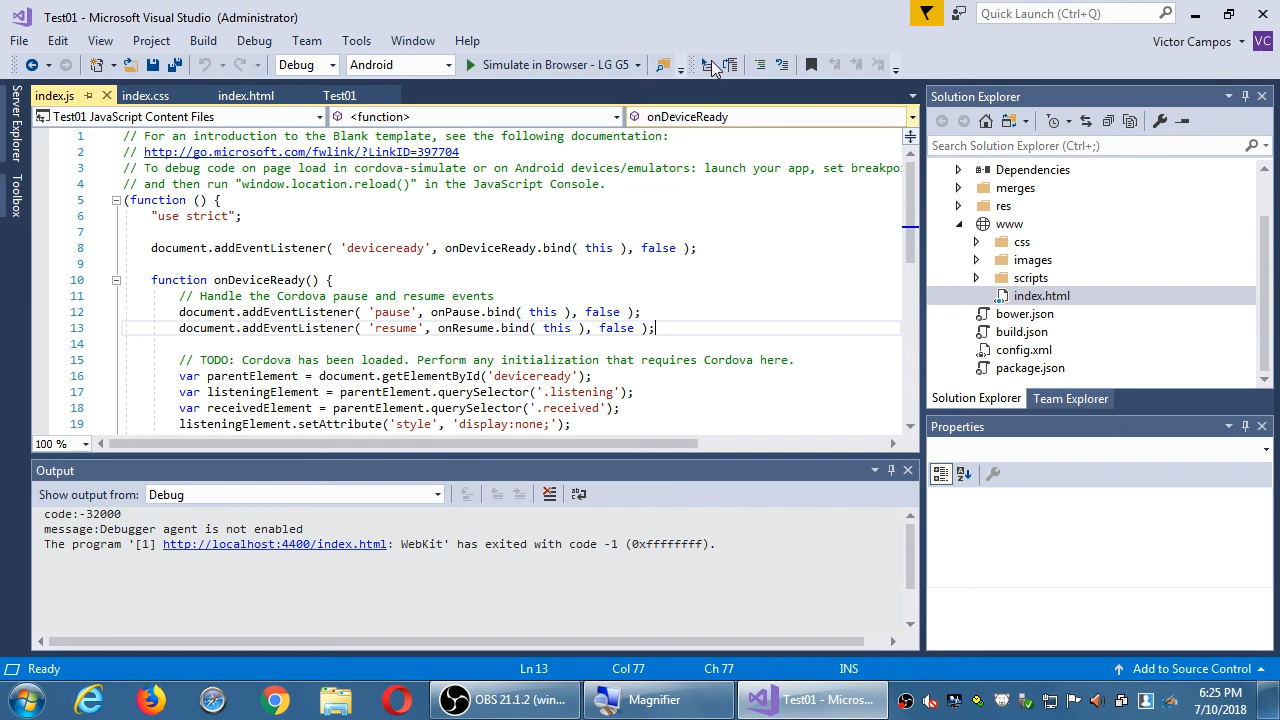 Test01 - Microsoft Visual Studio (Administrator)
Quick Launch (Ctrl+Q)
File Edit View Project Build Debug Team Tools Window Help
Victor Campos VC
Debug Android Simulate in Browser - LG G5
index.js index.css index.html Test01
Test01 JavaScript Content Files <function> onDeviceReady
Server Explorer
Toolbox
1 // For an introduction to the Blank template, see the following documentation:
2 // http://go.microsoft.com/fwlink/?LinkID=397704
3 // To debug code on page load in cordova-simulate or on Android devices/emulators: launch your app, set breakpo
4 // and then run "window.location.reload()" in the JavaScript Console.
5 (function () {
6 "use strict";
7
8 document.addEventListener( 'deviceready', onDeviceReady.bind( this ), false );
9
10 function onDeviceReady() {
11 // Handle the Cordova pause and resume events
12 document.addEventListener( 'pause', onPause.bind( this ), false );
13 document.addEventListener( 'resume', onResume.bind( this ), false );
14
15 // TODO: Cordova has been loaded. Perform any initialization that requires Cordova here.
16 var parentElement = document.getElementById('deviceready');
17 var listeningElement = parentElement.querySelector('.listening');
18 var receivedElement = parentElement.querySelector('.received');
19 listeningElement.setAttribute('style', 'display:none;');
100 %
Output
Show output from: Debug
code:-32000
message:Debugger agent is not enabled
The program '[1] http://localhost:4400/index.html: WebKit' has exited with code -1 (0xffffffff).
Solution Explorer
Search Solution Explorer (Ctrl+;)
Dependencies
merges
res
www
css
images
scripts
index.html
bower.json
build.json
config.xml
package.json
Solution Explorer Team Explorer
Properties
Ready Ln 13 Col 77 Ch 77 INS Add to Source Control
OBS 21.1.2 (win... Magnifier Test01 - Micros...
6:25 PM
7/10/2018